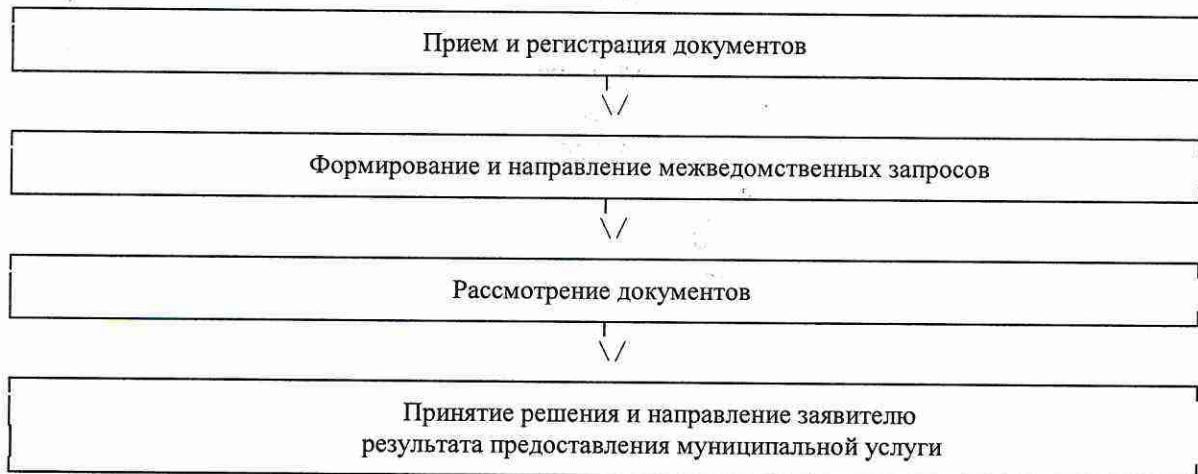 Прием и регистрация документов
Формирование и направление межведомственных запросов
Рассмотрение документов
Принятие решения и направление заявителю
результата предоставления муниципальной услуги